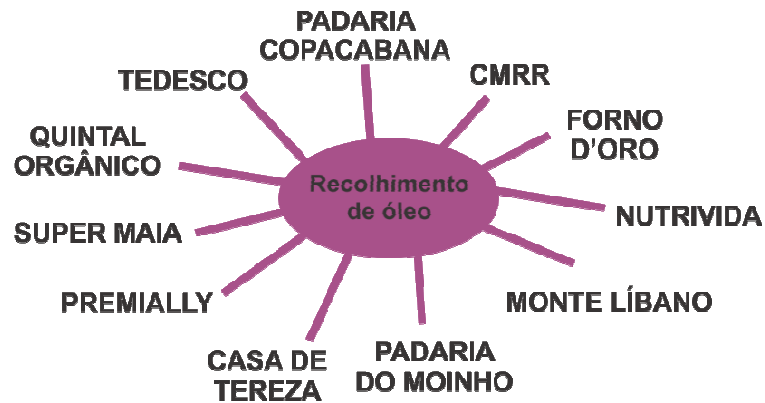 PADARIA
COPACABANA
TEDESCO
CMRR
FORNO
D'ORO
QUINTAL
ORGÂNICO
Recolhimento
de óleo
NUTRIVIDA
SUPER MAIA
PREMIALLY
MONTE LÍBANO
CASA DE
TEREZA
PADARIA
DO MOINHO